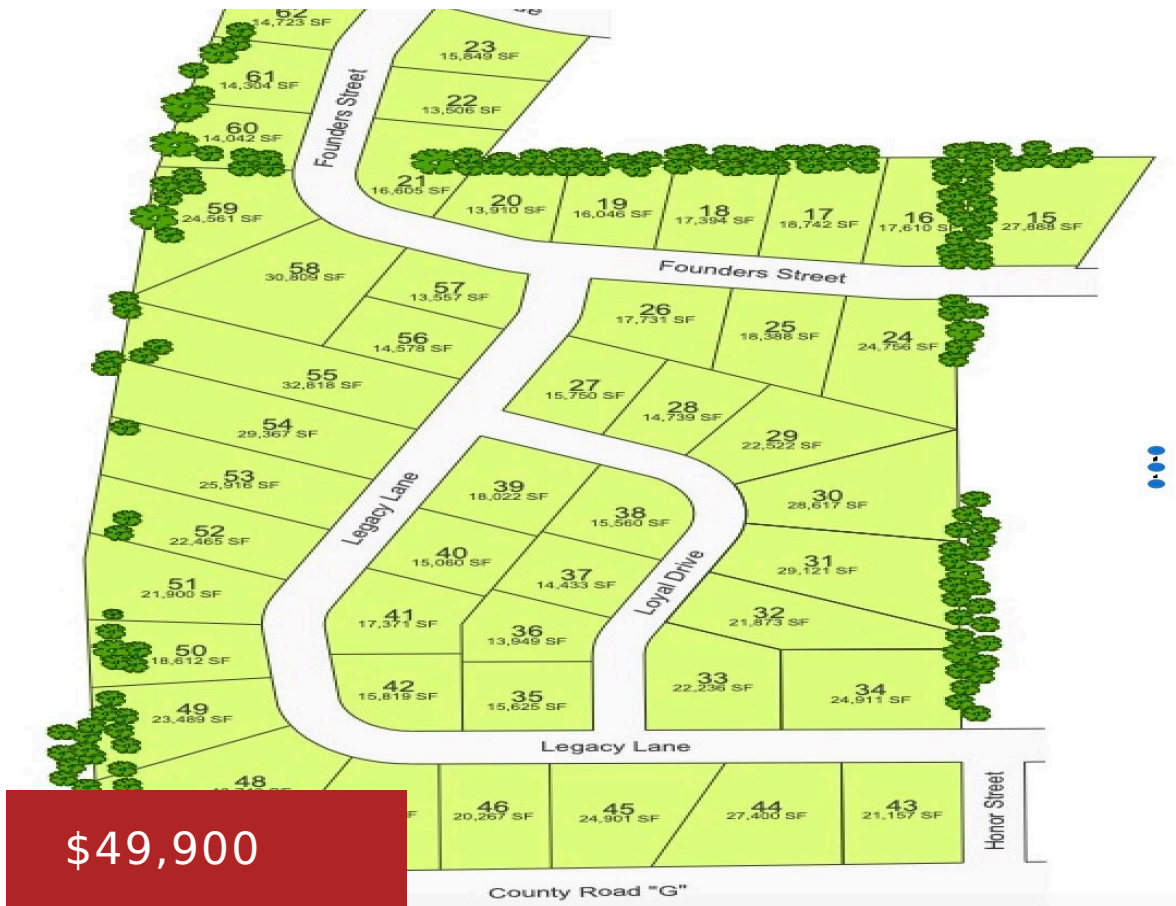 62
14,723 SF
23
15,849 SF
61
14,304 SF
22
13,506 SF
60
14,042 SF
Founders Street
21
16,605 SF
20
13,910 SF
19
16,046 SF
18
17,394 SF
17
18,742 SF
16
17,610 SF
15
27,868 SF
59
24,561 SF
58
30,809 SF
57
13,557 SF
Founders Street
26
17,731 SF
25
18,388 SF
24
24,756 SF
56
14,578 SF
55
32,818 SF
27
15,750 SF
28
14,739 SF
54
29,367 SF
29
22,522 SF
53
25,916 SF
39
18,022 SF
30
28,617 SF
Legacy Lane
38
15,560 SF
52
22,465 SF
40
15,060 SF
31
29,121 SF
37
14,433 SF
Loyal Drive
51
21,900 SF
41
17,371 SF
32
21,873 SF
36
13,949 SF
50
18,612 SF
42
15,819 SF
35
15,625 SF
33
22,236 SF
34
24,911 SF
49
23,489 SF
Legacy Lane
48
46
20,267 SF
45
24,901 SF
44
27,400 SF
43
21,157 SF
Honor Street
$49,900
County Road "G"